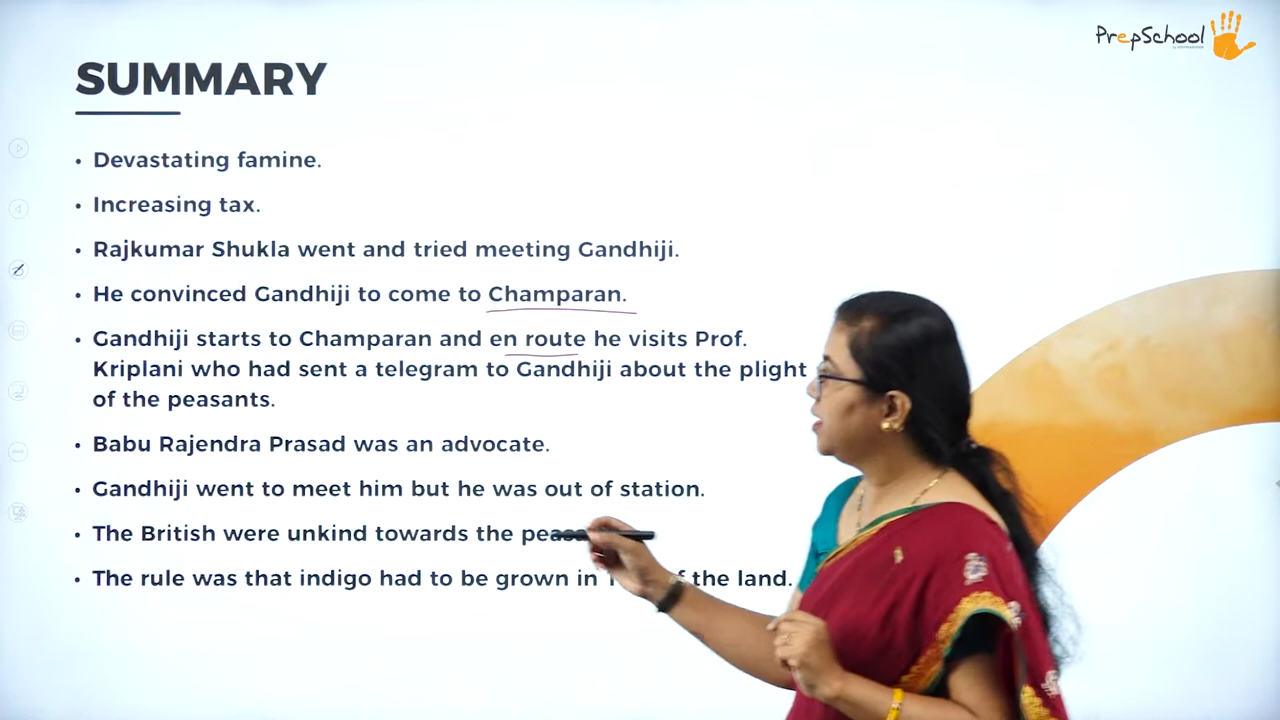 PrepSchool
SUMMARY
• Devastating famine.
• Increasing tax.
• Rajkumar Shukla went and tried meeting Gandhiji.
• He convinced Gandhiji to come to Champaran.
• Gandhiji starts to Champaran and en route he visits Prof.
Kriplani who had sent a telegram to Gandhiji about the plight
of the peasants.
• Babu Rajendra Prasad was an advocate.
• Gandhiji went to meet him but he was out of station.
• The British were unkind towards the
• The rule was that indigo had to be grown in the land.